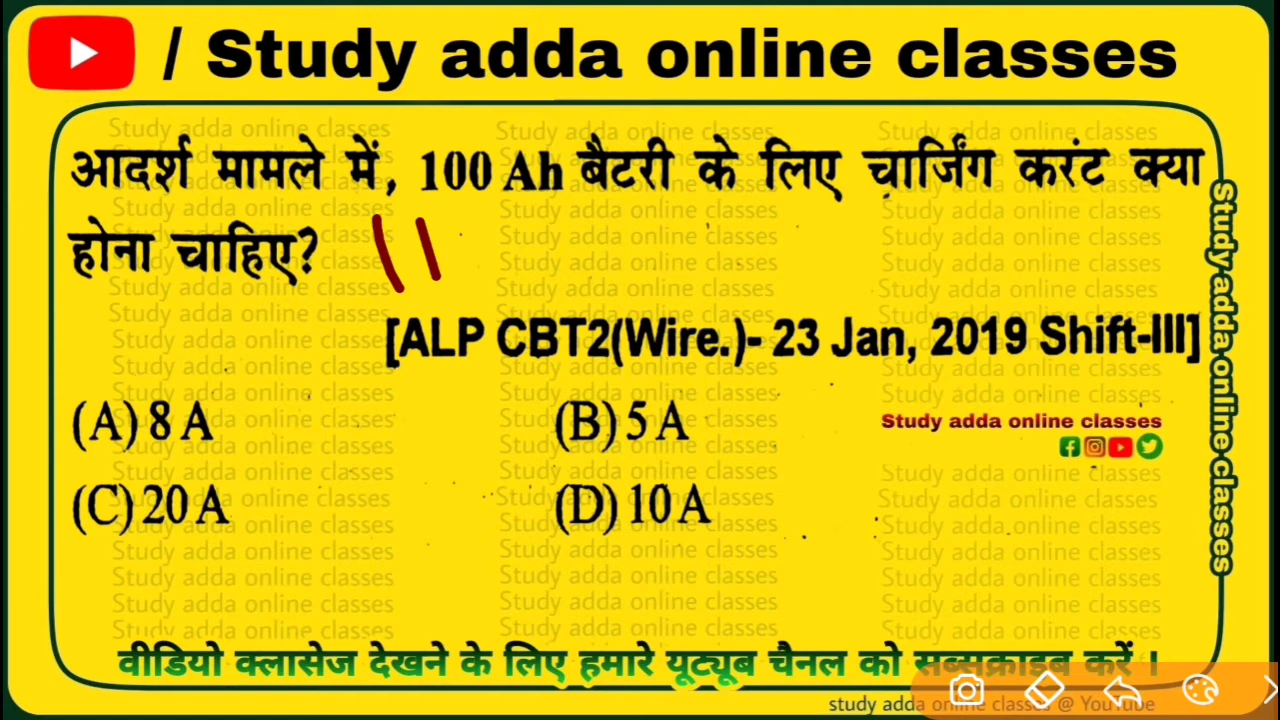 / Study adda online classes
आदर्श मामले में, 100 Ah बैटरी के लिए चार्जिंग करंट क्या
होना चाहिए?
[ALP CBT2(Wire.)- 23 Jan, 2019 Shift-III]
(A) 8 A (B) 5 A
Study adda online classes
(C) 20 A (D) 10 A
वीडियो क्लासेज देखने के लिए हमारे यूट्यूब चैनल को सब्सक्राइब करें ।
study adda online classes @ YouTube
Study adda online classes